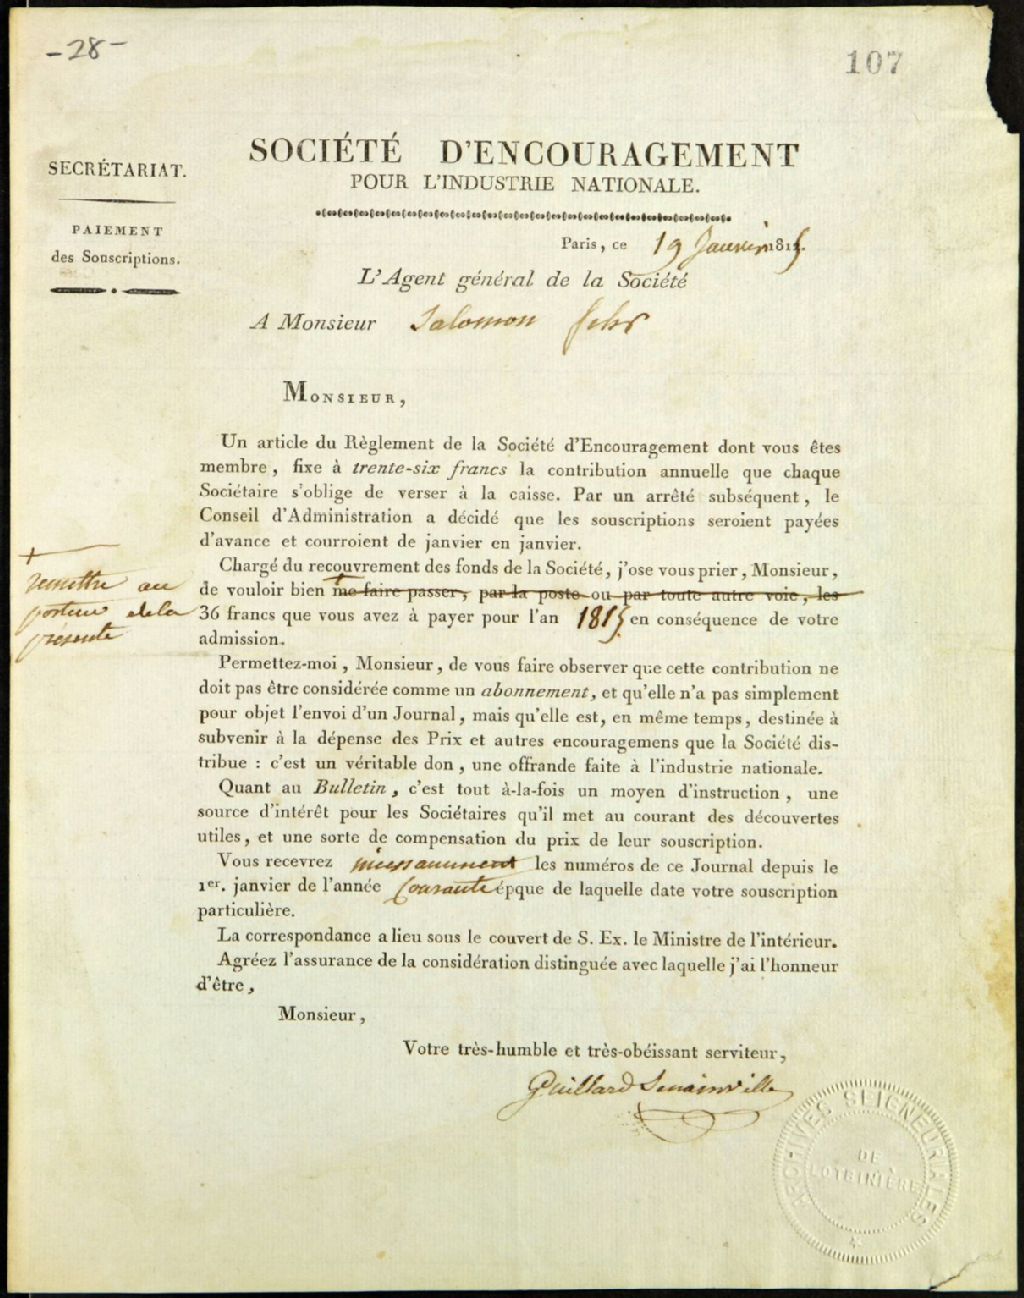 -28-
107
SECRÉTARIAT.
PAIEMENT
des Souscriptions.
SOCIÉTÉ D'ENCOURAGEMENT
POUR L'INDUSTRIE NATIONALE.
Paris, ce 19 Janvier 1815.
L'Agent général de la Société
A Monsieur Salomon fils
MONSIEUR,
Un article du Règlement de la Société d'Encouragement dont vous êtes
membre, fixe à trente-six francs la contribution annuelle que chaque
Sociétaire s'oblige de verser à la caisse. Par un arrêté subséquent, le
Conseil d'Administration a décidé que les souscriptions seroient payées
d'avance et courroient de janvier en janvier.
Chargé du recouvrement des fonds de la Société, j'ose vous prier, Monsieur,
de vouloir bien + me faire passer, par la poste ou par toute autre voie, les
36 francs que vous avez à payer pour l'an 1815. en conséquence de votre
admission.
+
remettre au
porteur de la
présente
Permettez-moi, Monsieur, de vous faire observer que cette contribution ne
doit pas être considérée comme un abonnement, et qu'elle n'a pas simplement
pour objet l'envoi d'un Journal, mais qu'elle est, en même temps, destinée à
subvenir à la dépense des Prix et autres encouragemens que la Société dis-
tribue : c'est un véritable don, une offrande faite à l'industrie nationale.
Quant au Bulletin, c'est tout à-la-fois un moyen d'instruction, une
source d'intérêt pour les Sociétaires qu'il met au courant des découvertes
utiles, et une sorte de compensation du prix de leur souscription.
Vous recevrez incessamment les numéros de ce Journal depuis le
1er. janvier de l'année Courante épque de laquelle date votre souscription
particulière.
La correspondance a lieu sous le couvert de S. Ex. le Ministre de l'intérieur.
Agréez l'assurance de la considération distinguée avec laquelle j'ai l'honneur
d'être,
Monsieur,
Votre très-humble et très-obéissant serviteur,
Guillard Senainville
ARCHIVES SEIGNEURIALES
DE
LOTBINIÈRE